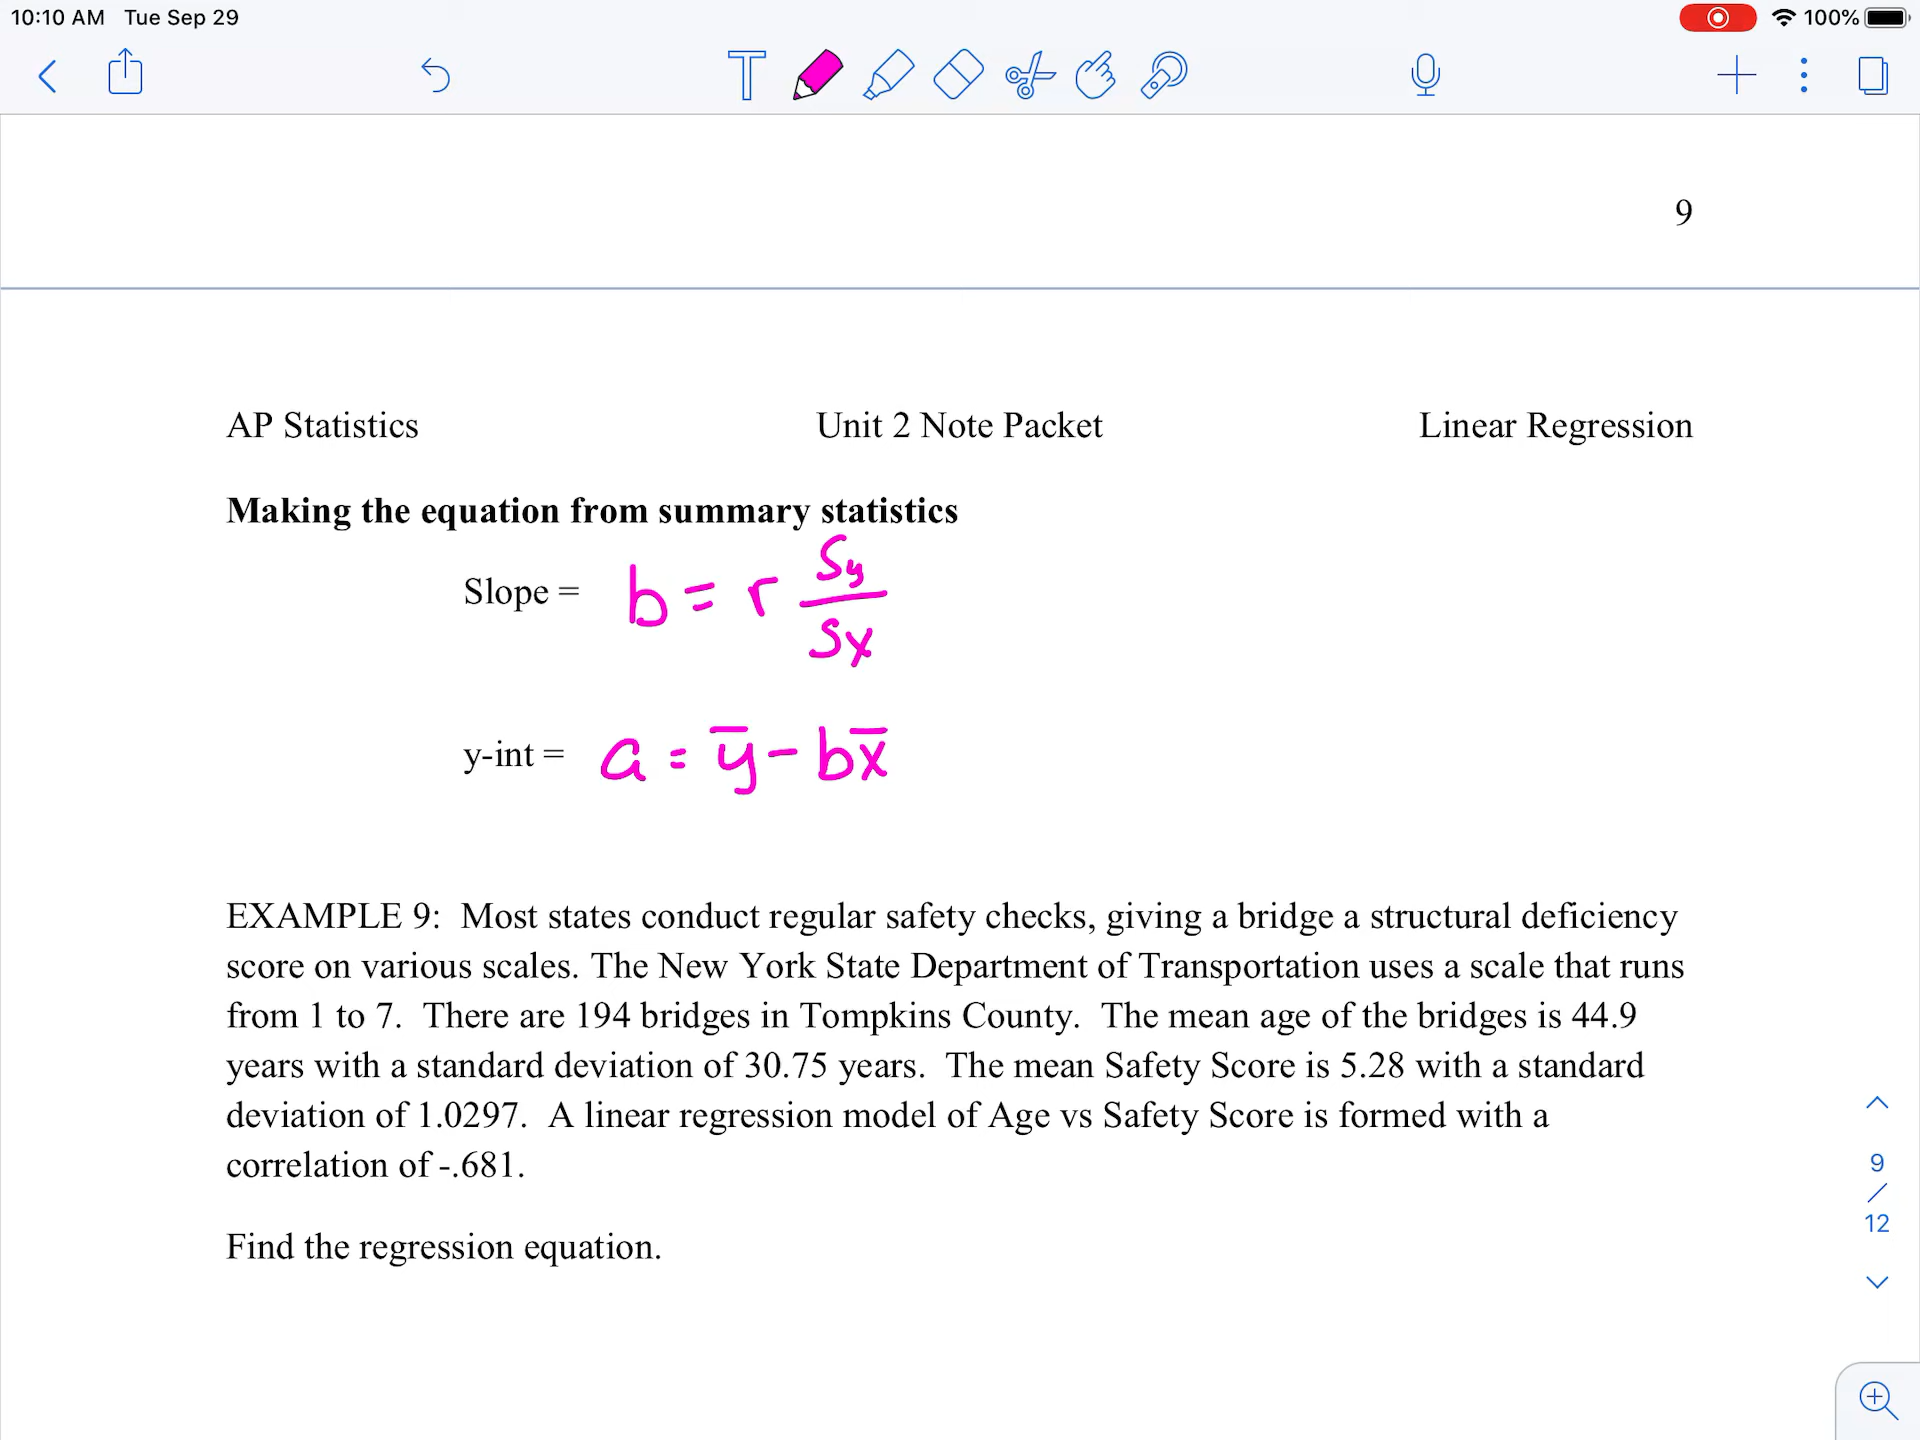 10:10 AM Tue Sep 29
100%
T
9
AP Statistics Unit 2 Note Packet Linear Regression
Making the equation from summary statistics
Slope = b = r Sy/Sx
y-int = a = y̅ - bx̅
EXAMPLE 9: Most states conduct regular safety checks, giving a bridge a structural deficiency
score on various scales. The New York State Department of Transportation uses a scale that runs
from 1 to 7. There are 194 bridges in Tompkins County. The mean age of the bridges is 44.9
years with a standard deviation of 30.75 years. The mean Safety Score is 5.28 with a standard
deviation of 1.0297. A linear regression model of Age vs Safety Score is formed with a
correlation of -.681.
Find the regression equation.
9
/
12